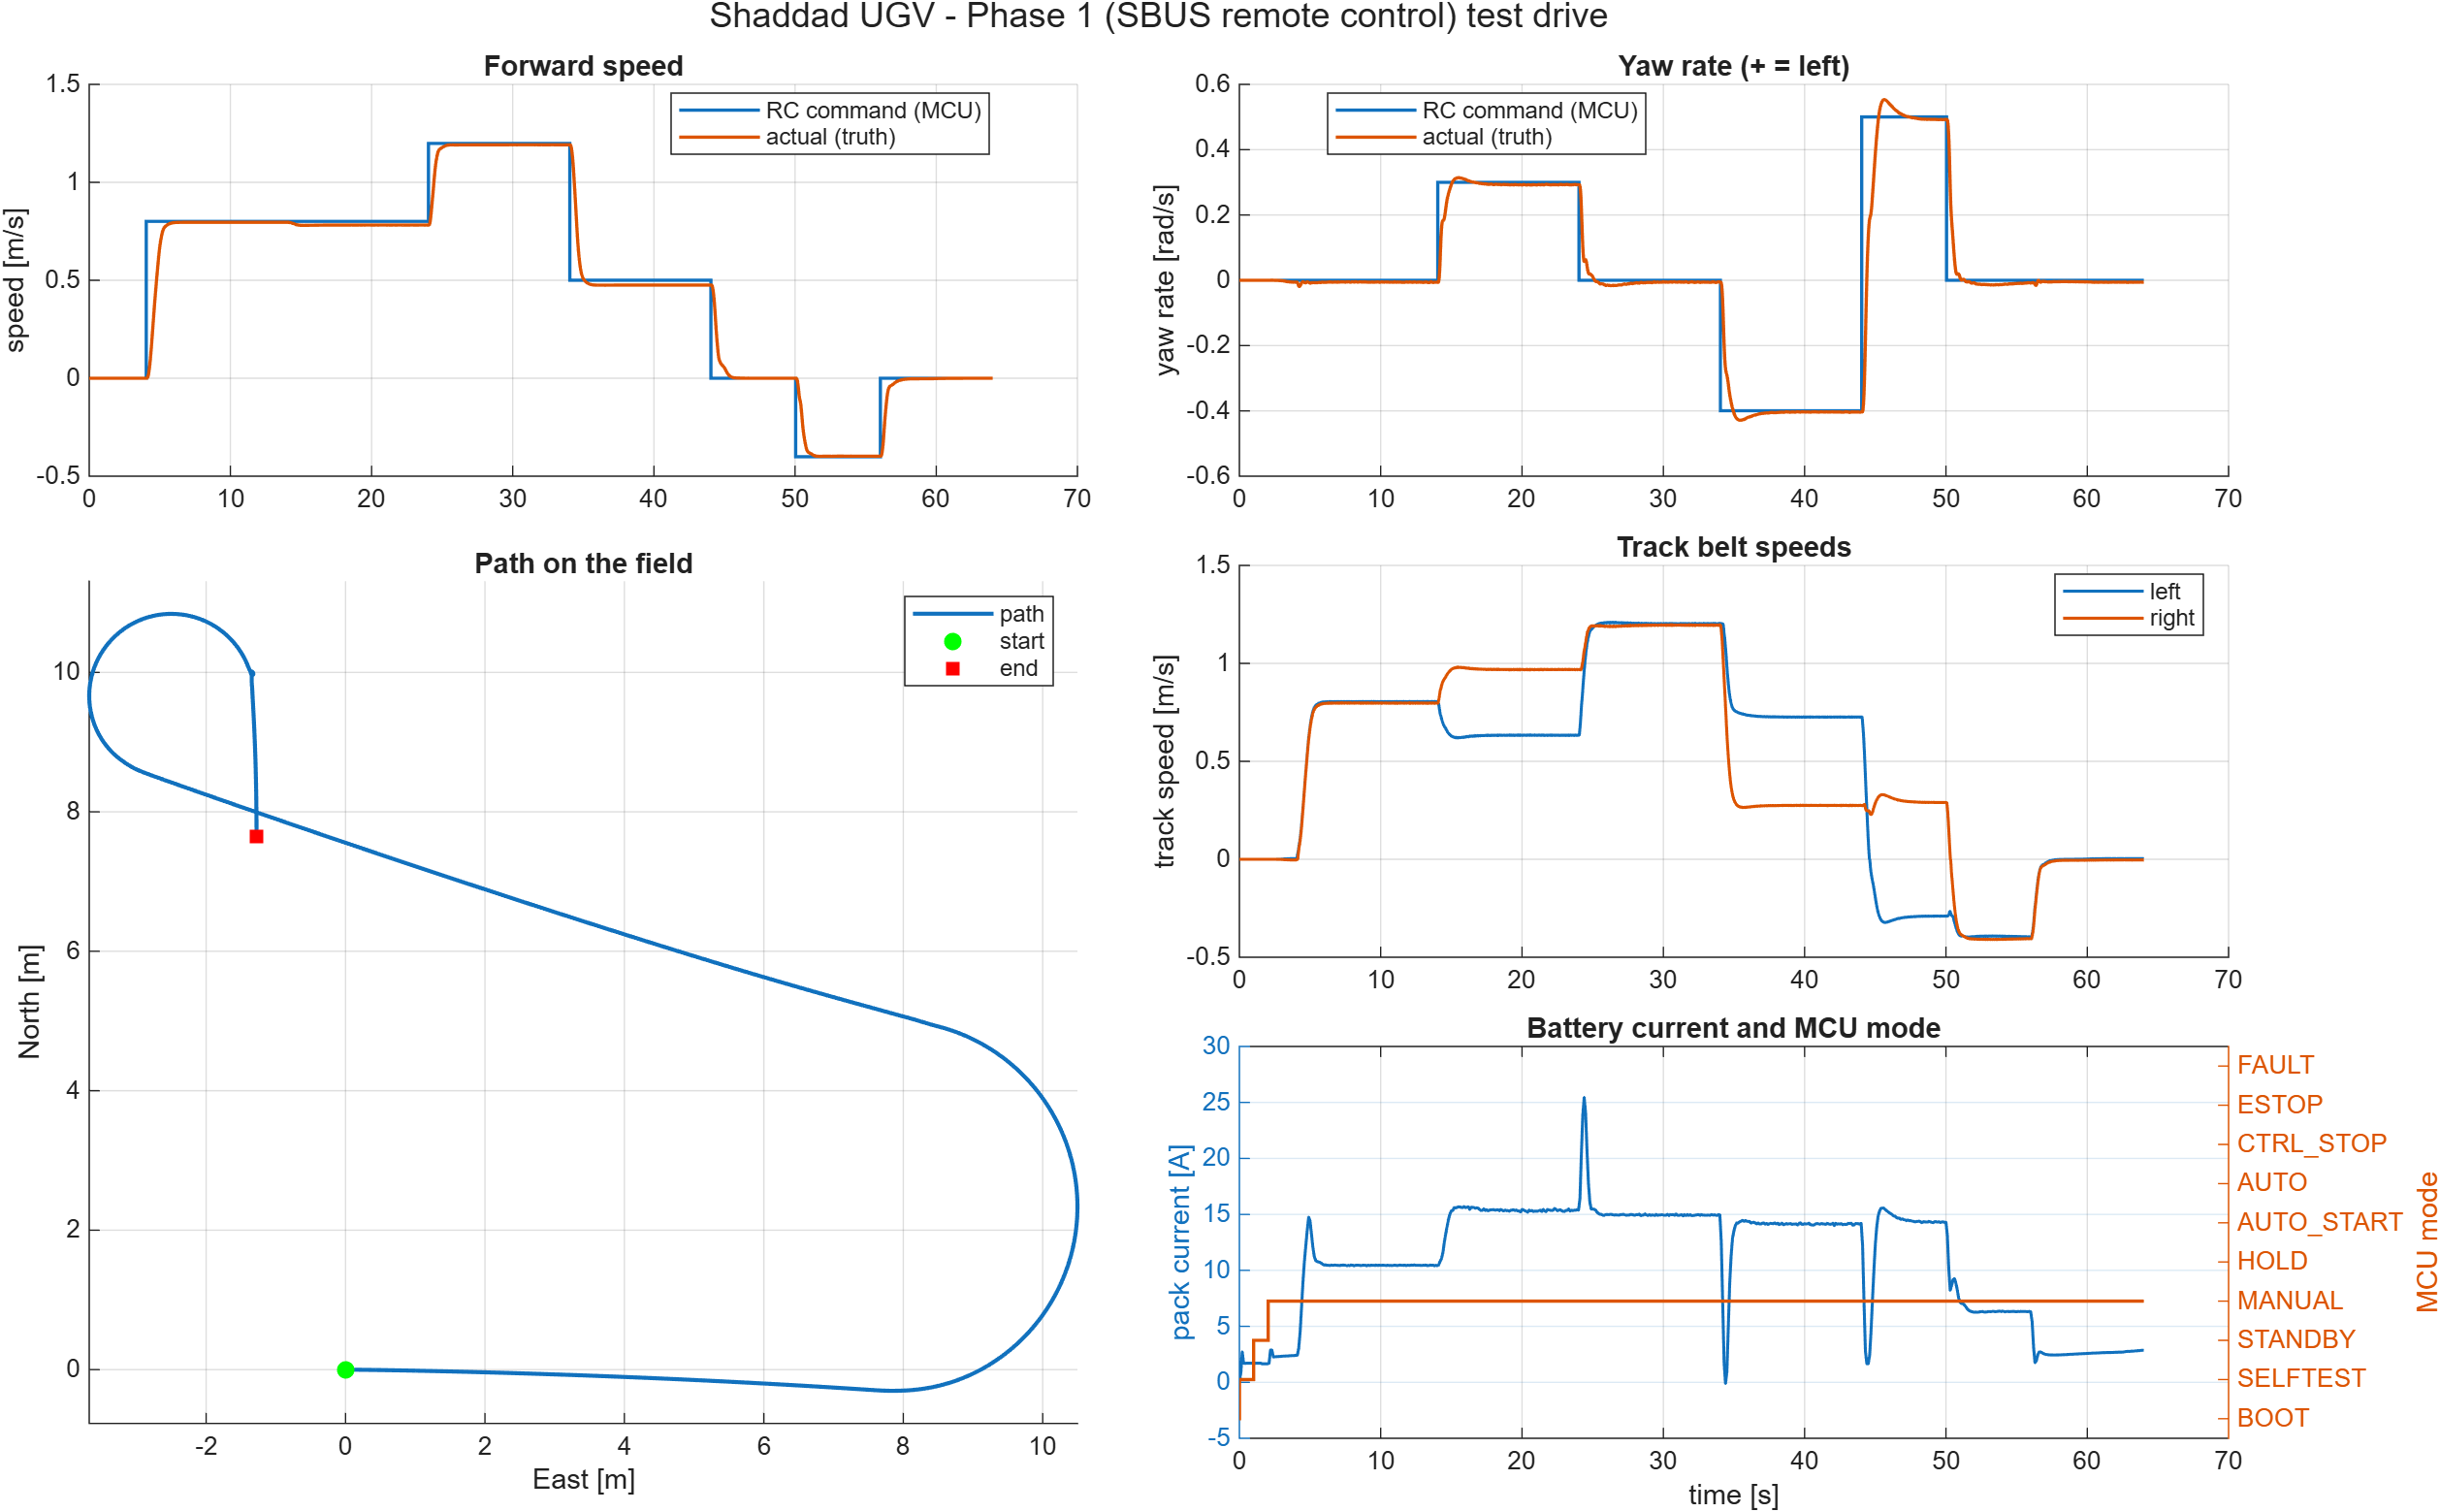 Shaddad UGV - Phase 1 (SBUS remote control) test drive
Forward speed
1.5
1
0.5
0
-0.5
speed [m/s]
RC command (MCU)
actual (truth)
0 10 20 30 40 50 60 70
Yaw rate (+ = left)
0.6
0.4
0.2
0
-0.2
-0.4
-0.6
yaw rate [rad/s]
RC command (MCU)
actual (truth)
0 10 20 30 40 50 60 70
Path on the field
10
8
6
4
2
0
North [m]
path
start
end
-2 0 2 4 6 8 10
East [m]
Track belt speeds
1.5
1
0.5
0
-0.5
track speed [m/s]
left
right
0 10 20 30 40 50 60 70
Battery current and MCU mode
30
25
20
15
10
5
0
-5
pack current [A]
FAULT
ESTOP
CTRL_STOP
AUTO
AUTO_START
HOLD
MANUAL
STANDBY
SELFTEST
BOOT
MCU mode
0 10 20 30 40 50 60 70
time [s]